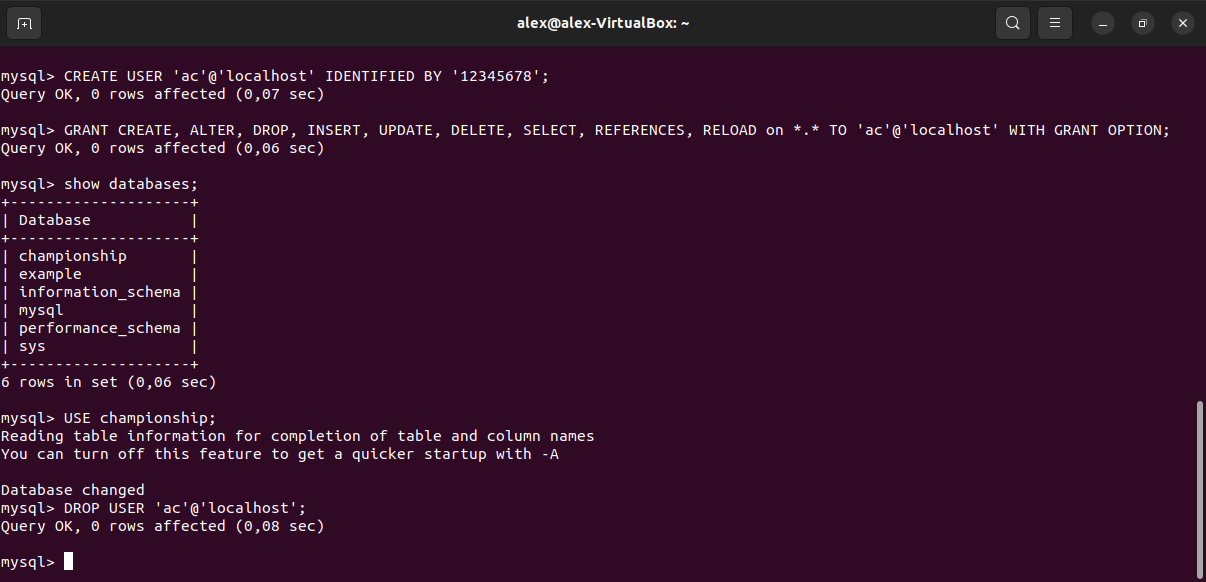 alex@alex-VirtualBox: ~
mysql> CREATE USER 'ac'@'localhost' IDENTIFIED BY '12345678';
Query OK, 0 rows affected (0,07 sec)
mysql> GRANT CREATE, ALTER, DROP, INSERT, UPDATE, DELETE, SELECT, REFERENCES, RELOAD on *.* TO 'ac'@'localhost' WITH GRANT OPTION;
Query OK, 0 rows affected (0,06 sec)
mysql> show databases;
+--------------------+
| Database           |
+--------------------+
| championship       |
| example            |
| information_schema |
| mysql              |
| performance_schema |
| sys                |
+--------------------+
6 rows in set (0,06 sec)
mysql> USE championship;
Reading table information for completion of table and column names
You can turn off this feature to get a quicker startup with -A
Database changed
mysql> DROP USER 'ac'@'localhost';
Query OK, 0 rows affected (0,08 sec)
mysql>